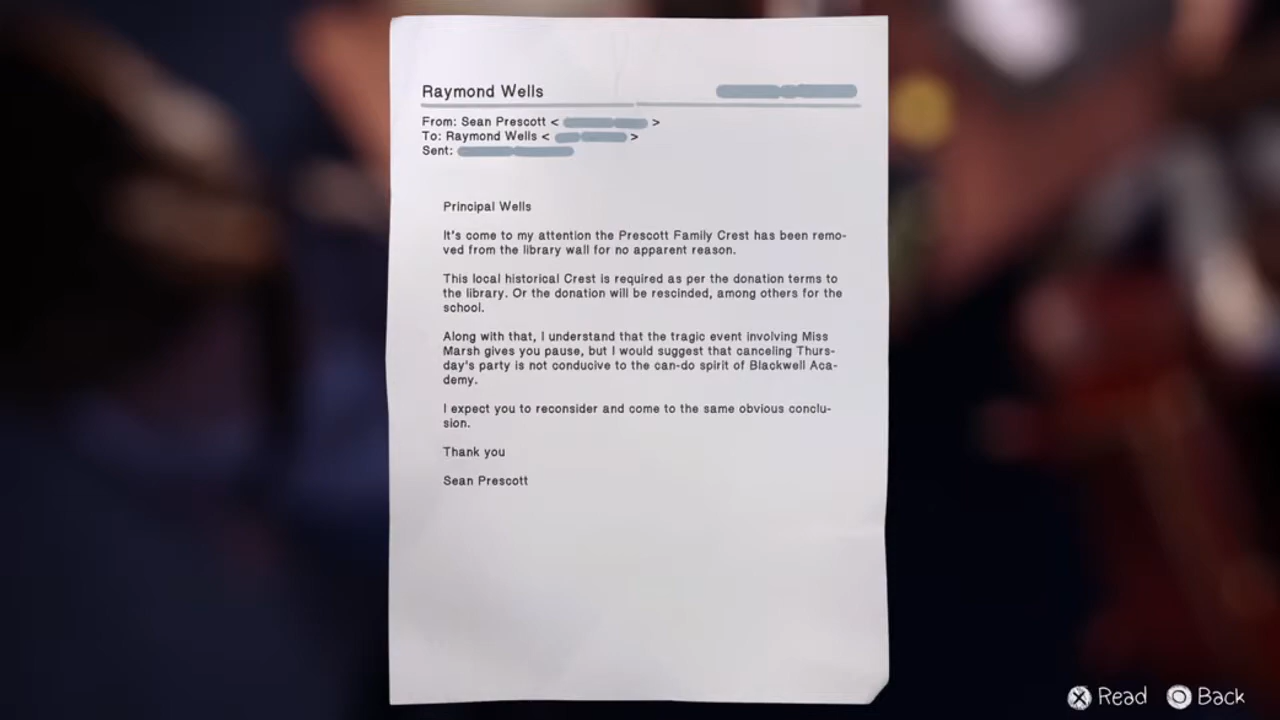 Raymond Wells
From: Sean Prescott < >
To: Raymond Wells < >
Sent:
Principal Wells
It's come to my attention the Prescott Family Crest has been remo-
ved from the library wall for no apparent reason.
This local historical Crest is required as per the donation terms to
the library. Or the donation will be rescinded, among others for the
school.
Along with that, I understand that the tragic event involving Miss
Marsh gives you pause, but I would suggest that canceling Thurs-
day's party is not conducive to the can-do spirit of Blackwell Aca-
demy.
I expect you to reconsider and come to the same obvious conclu-
sion.
Thank you
Sean Prescott
Read Back